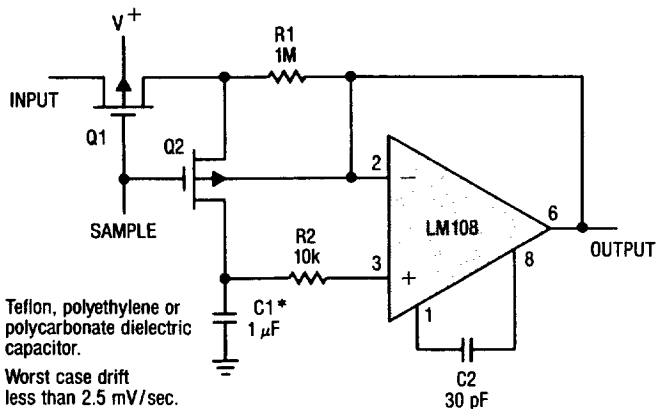 V+
R1
1M
INPUT
Q1
Q2
2
−
LM108
6
OUTPUT
SAMPLE
R2
10k
3
+
8
1
C1*
1 μF
C2
30 pF
Teflon, polyethylene or
polycarbonate dielectric
capacitor.
Worst case drift
less than 2.5 mV/sec.